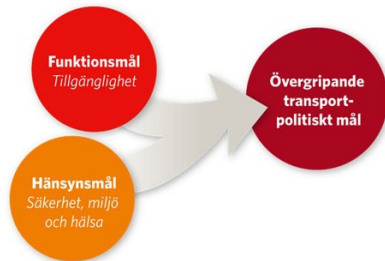 Funktionsmål
Tillgänglighet
Övergripande
transport-
politiskt mål
Hänsynsmål
Säkerhet, miljö
och hälsa